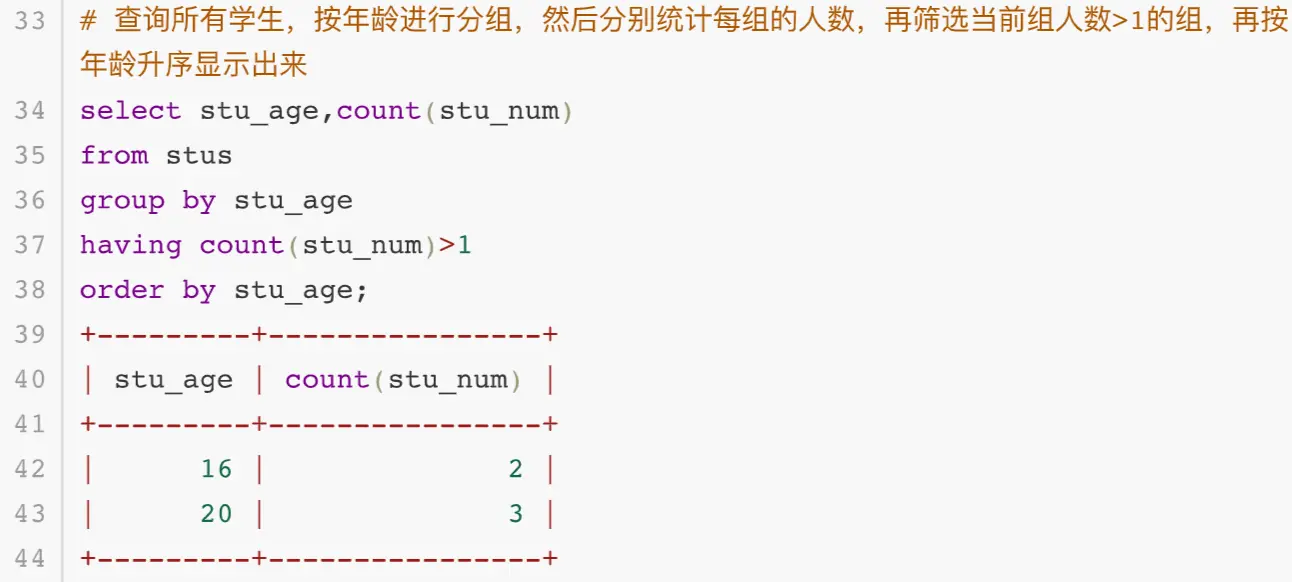 33 # 查询所有学生，按年龄进行分组，然后分别统计每组的人数，再筛选当前组人数>1的组，再按
年龄升序显示出来
34 select stu_age,count(stu_num)
35 from stus
36 group by stu_age
37 having count(stu_num)>1
38 order by stu_age;
39 +---------+----------------+
40 | stu_age | count(stu_num) |
41 +---------+----------------+
42 |      16 |              2 |
43 |      20 |              3 |
44 +---------+----------------+